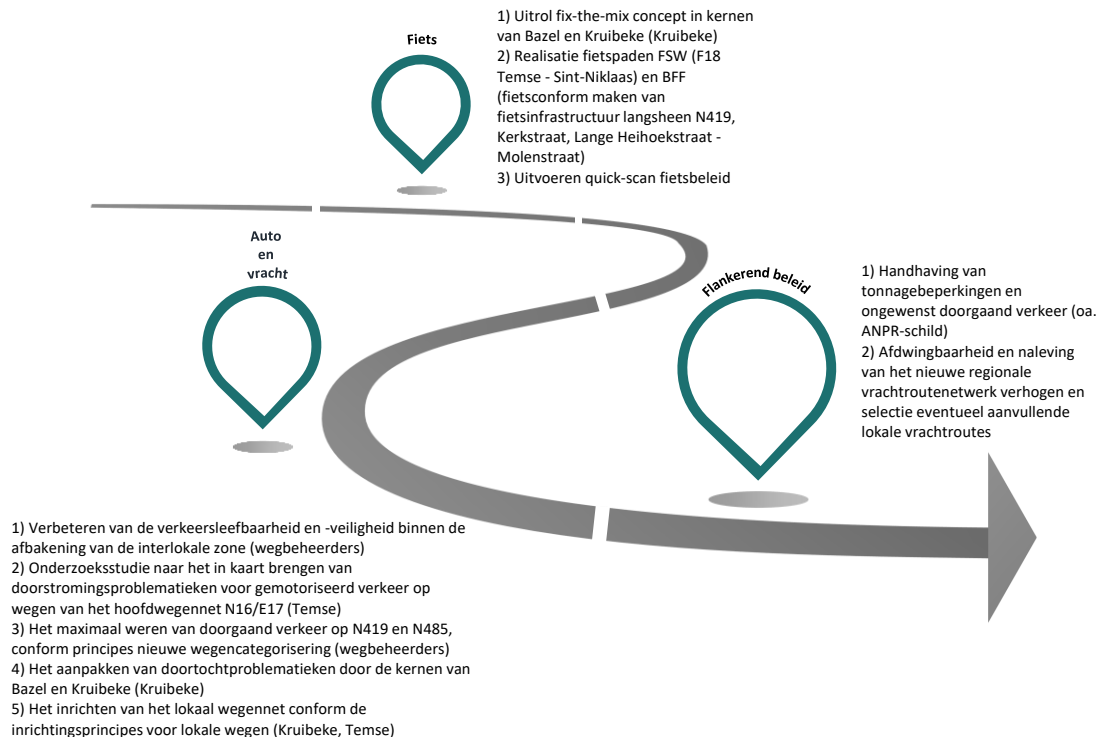 Fiets
1) Uitrol fix-the-mix concept in kernen
van Bazel en Kruibeke (Kruibeke)
2) Realisatie fietspaden FSW (F18
Temse - Sint-Niklaas) en BFF
(fietsconform maken van
fietsinfrastructuur langsheen N419,
Kerkstraat, Lange Heihoekstraat -
Molenstraat)
3) Uitvoeren quick-scan fietsbeleid
Auto
en
vracht
1) Verbeteren van de verkeersleefbaarheid en -veiligheid binnen de
afbakening van de interlokale zone (wegbeheerders)
2) Onderzoeksstudie naar het in kaart brengen van
doorstromingsproblematieken voor gemotoriseerd verkeer op
wegen van het hoofdwegennet N16/E17 (Temse)
3) Het maximaal weren van doorgaand verkeer op N419 en N485,
conform principes nieuwe wegencategorisering (wegbeheerders)
4) Het aanpakken van doortochtproblematieken door de kernen van
Bazel en Kruibeke (Kruibeke)
5) Het inrichten van het lokaal wegennet conform de
inrichtingsprincipes voor lokale wegen (Kruibeke, Temse)
Flankerend beleid
1) Handhaving van
tonnagebeperkingen en
ongewenst doorgaand verkeer (oa.
ANPR-schild)
2) Afdwingbaarheid en naleving
van het nieuwe regionale
vrachtroutenetwerk verhogen en
selectie eventueel aanvullende
lokale vrachtroutes